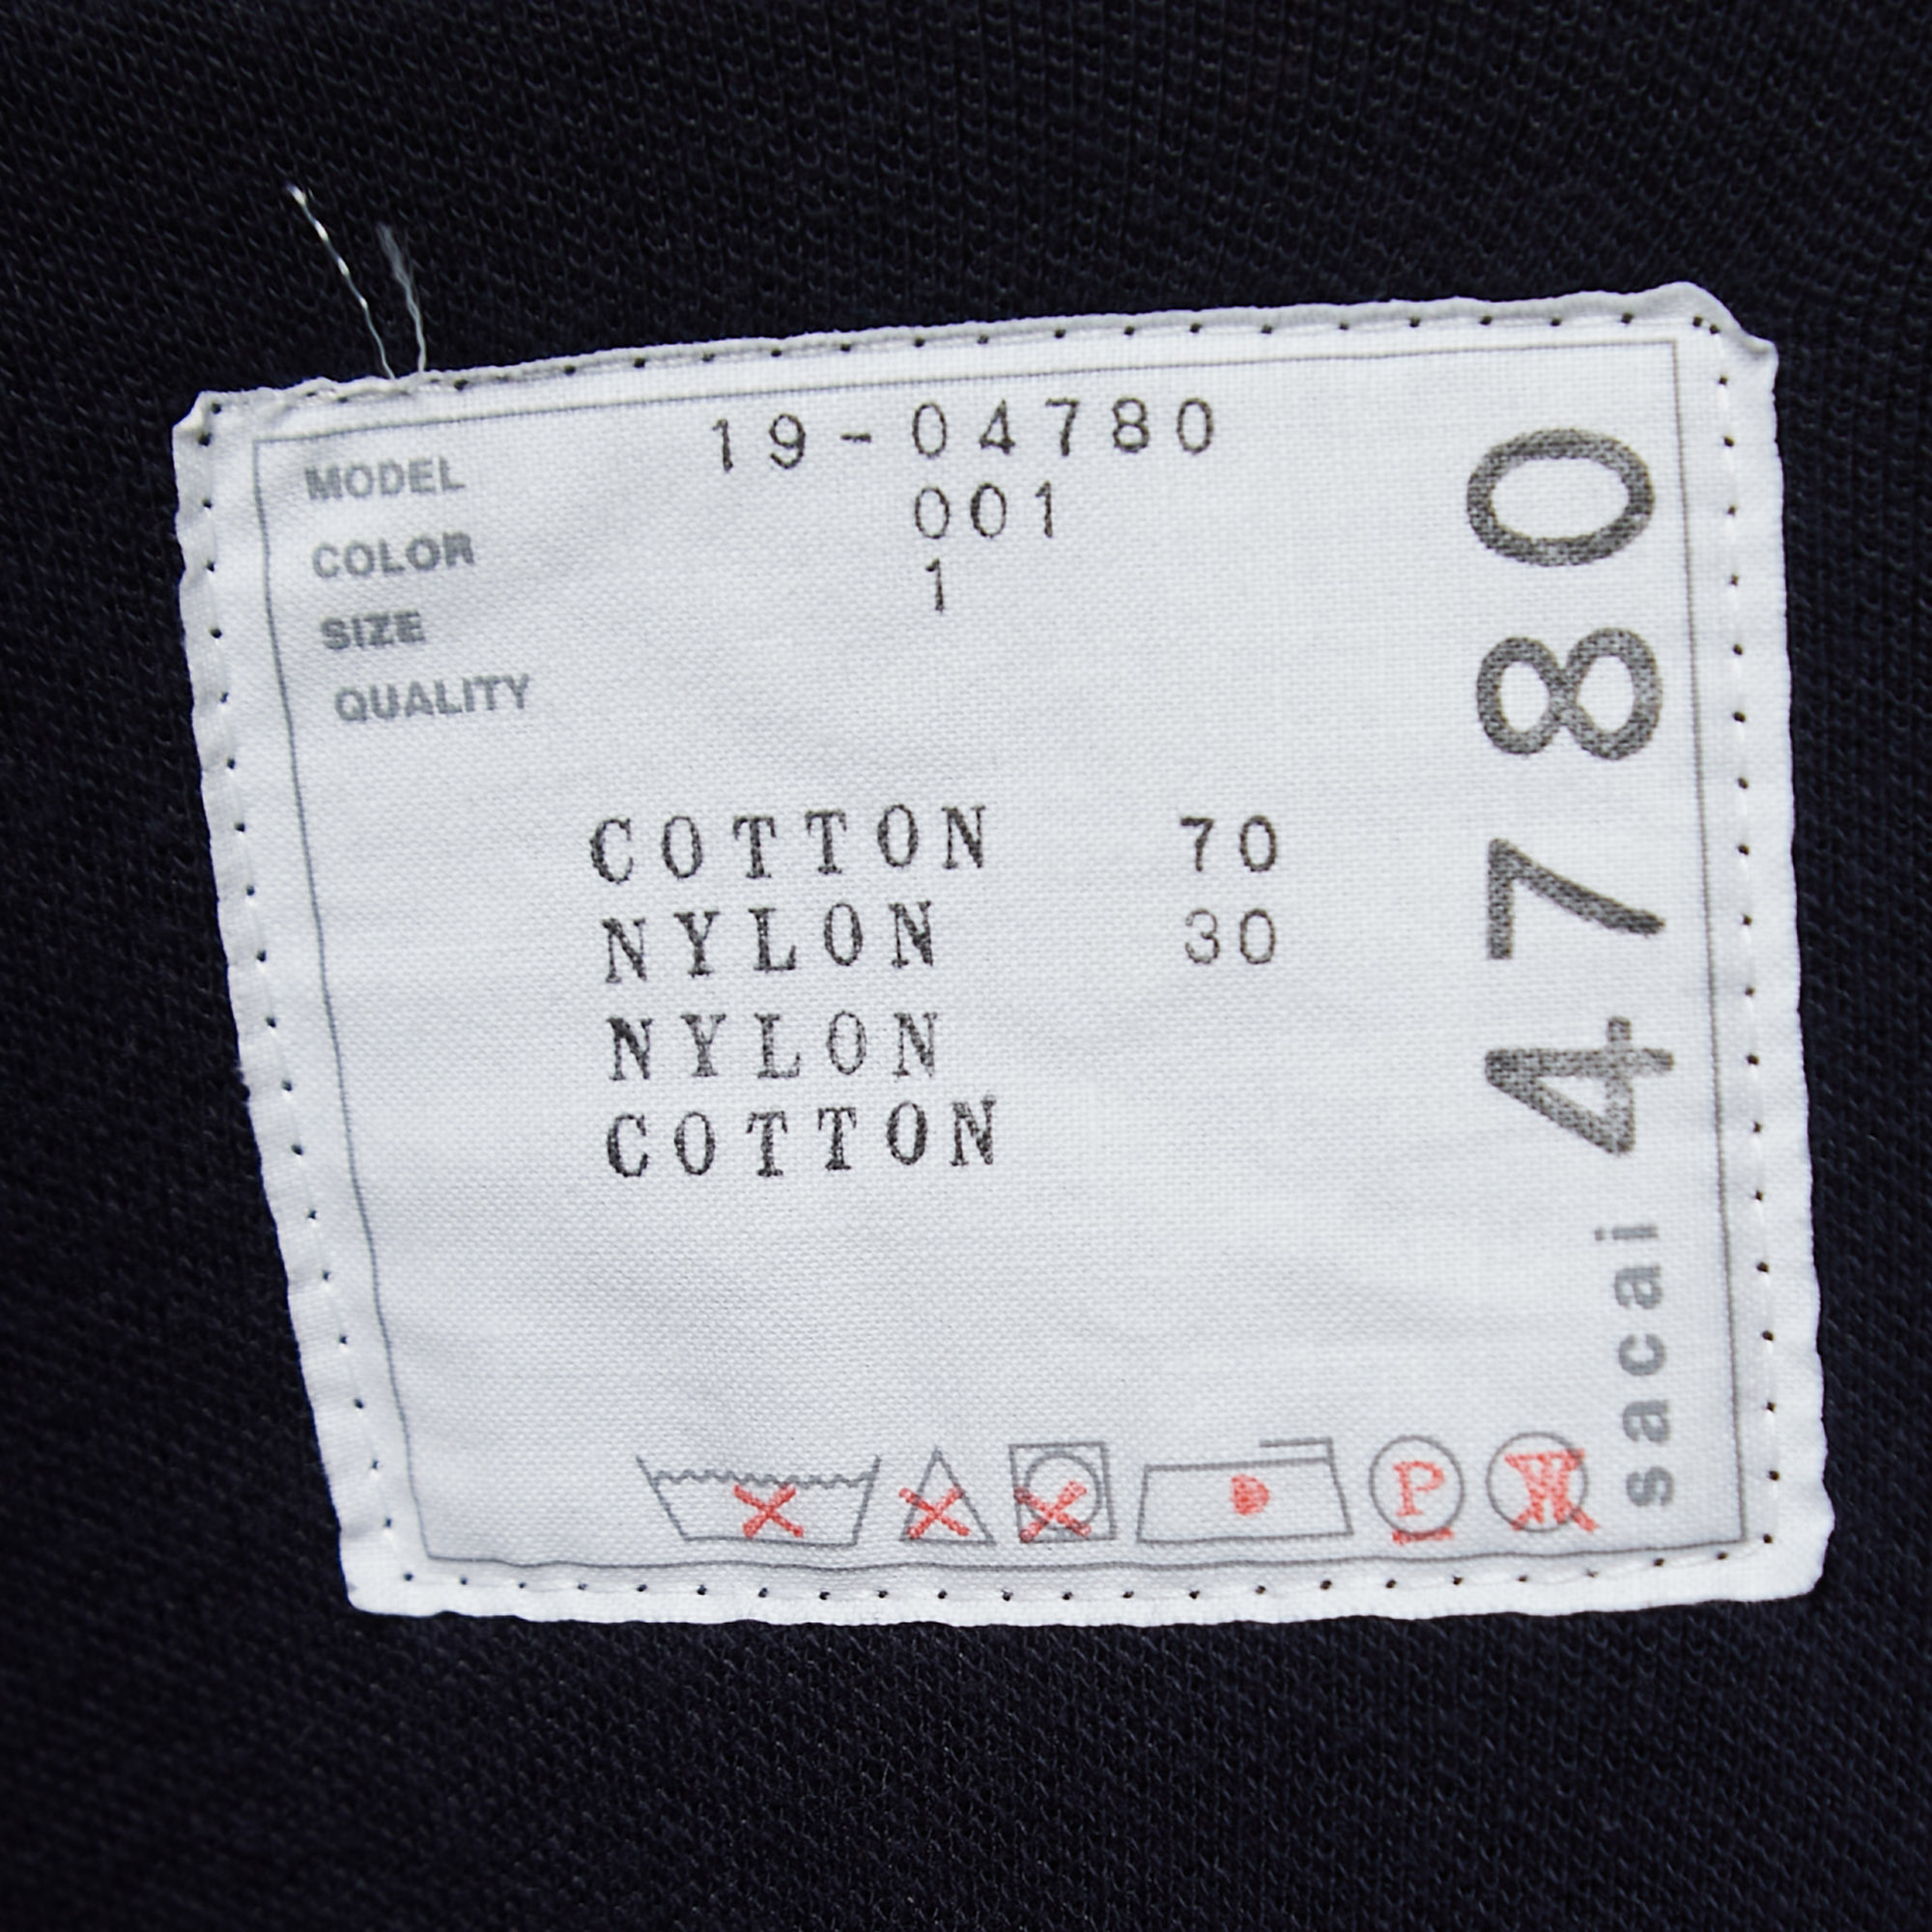 MODEL 19-04780
COLOR 001
SIZE 1
QUALITY
COTTON 70
NYLON 30
NYLON
COTTON
P W
sacai 4780